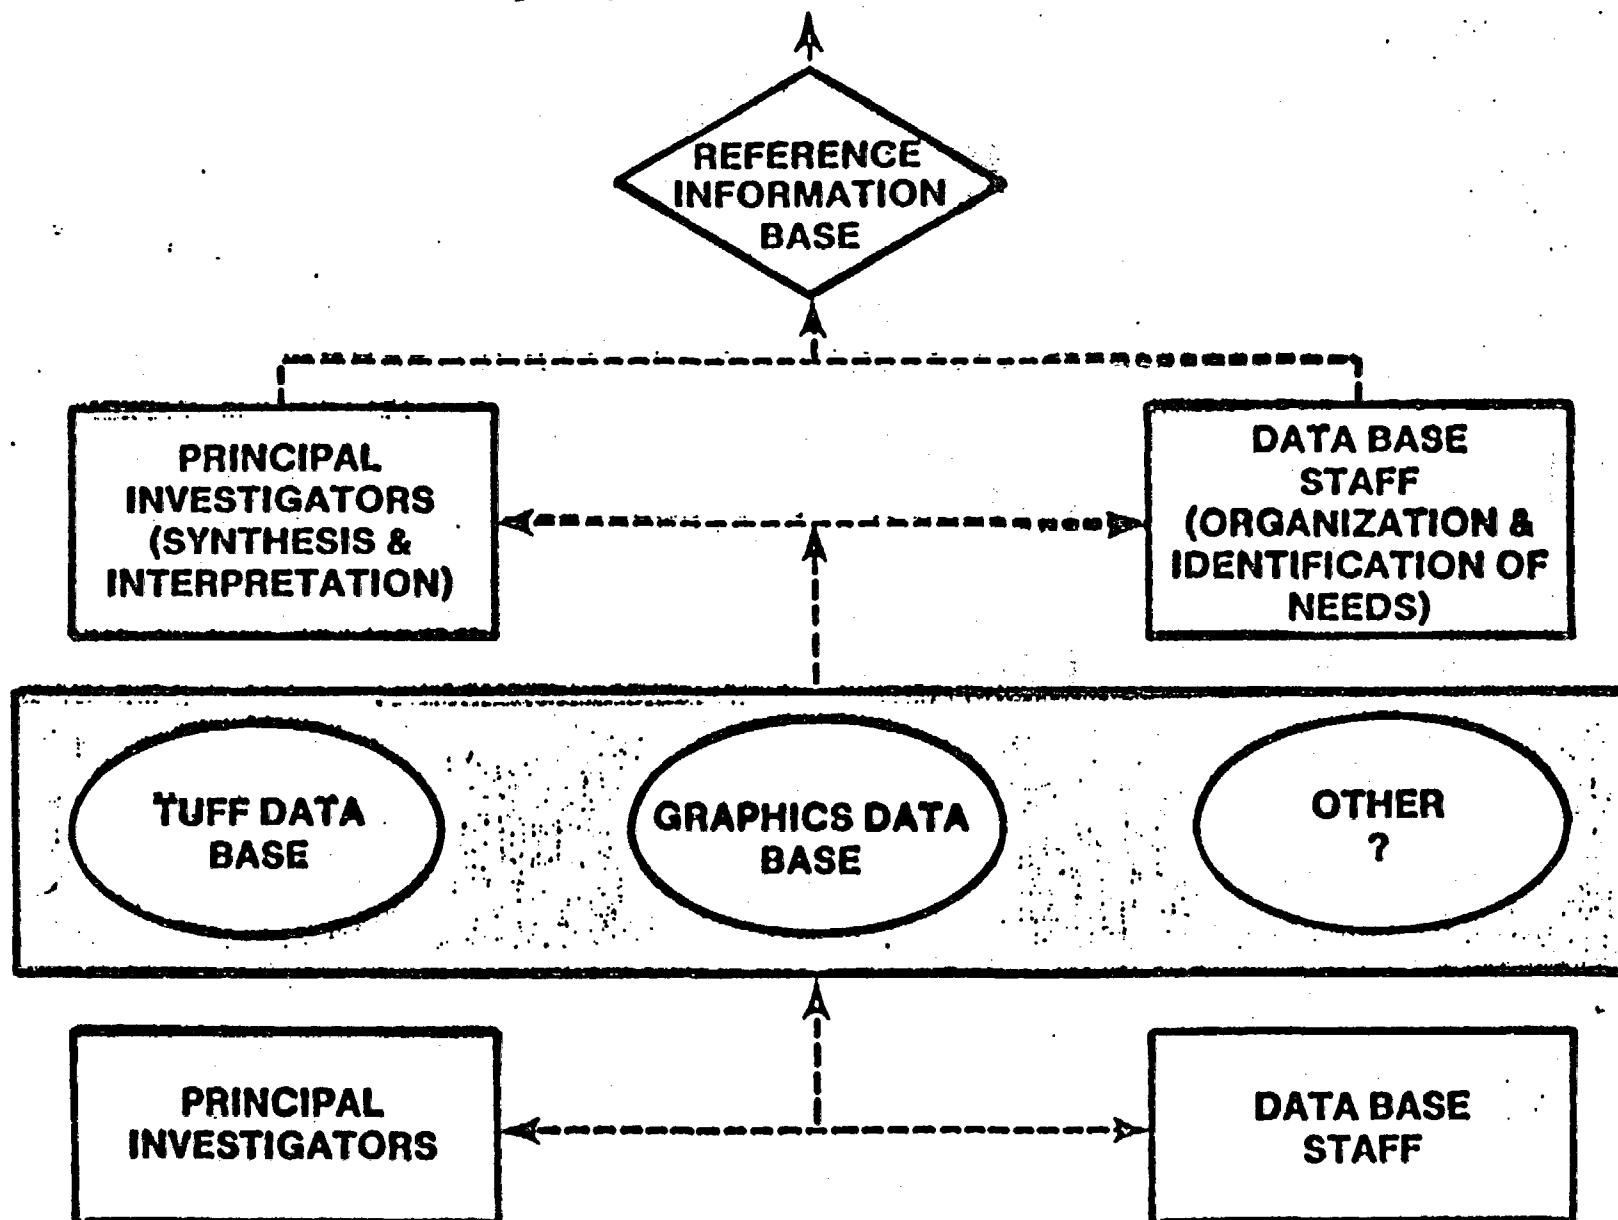 REFERENCE
INFORMATION
BASE
PRINCIPAL
INVESTIGATORS
(SYNTHESIS &
INTERPRETATION)
DATA BASE
STAFF
(ORGANIZATION &
IDENTIFICATION OF
NEEDS)
TUFF DATA
BASE
GRAPHICS DATA
BASE
OTHER
?
PRINCIPAL
INVESTIGATORS
DATA BASE
STAFF